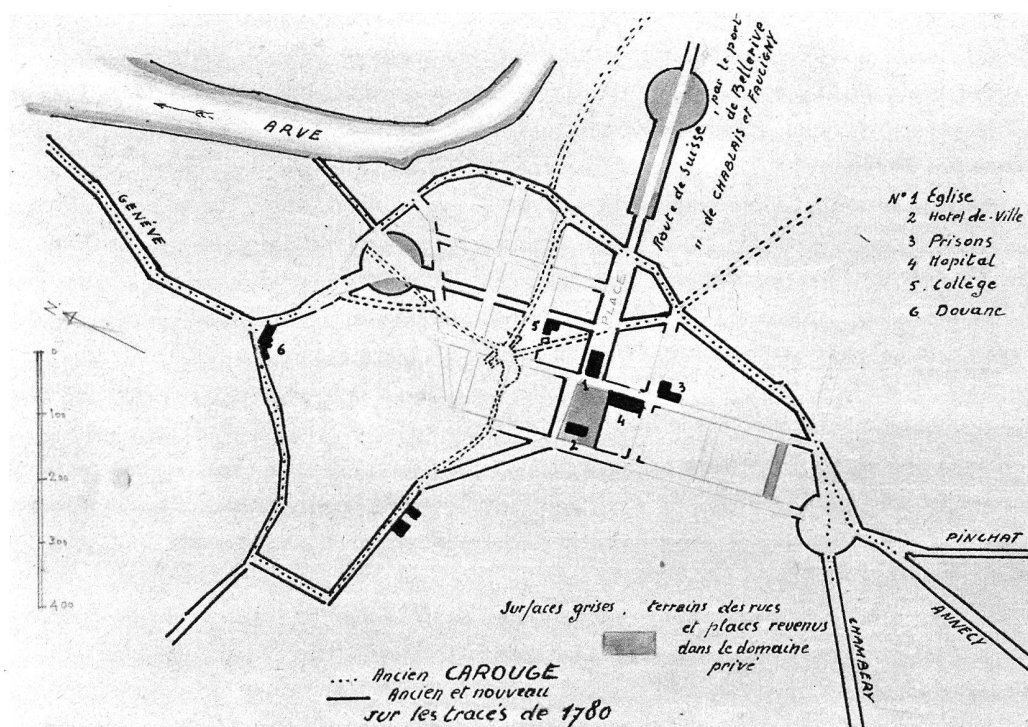 ARVE
GENÈVE
Route de Suisse, par le port
de Bellerive
" de CHABLAIS et FAUCIGNY
PLACE
N° 1 Eglise
2 Hotel-de-Ville
3 Prisons
4 Hopital
5 Collège
6 Douane
N
0
100
200
300
400
6
5
1
3
4
2
PINCHAT
ANNECY
CHAMBÉRY
Surfaces grises, terrains des rues
et places revenus
dans le domaine
privé
Ancien CAROUGE
Ancien et nouveau
sur les tracés de 1780